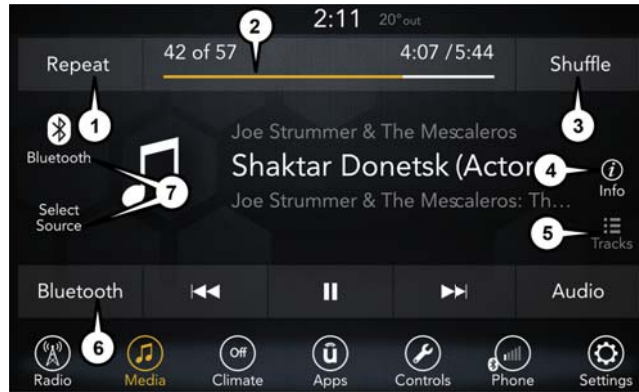 2:11 20° out
42 of 57 4:07 / 5:44
Repeat
Shuffle
2
1
3
Bluetooth
Joe Strummer & The Mescaleros
Shaktar Donetsk (Actor
4
Info
7
Select
Source
Joe Strummer & The Mescaleros: Th...
5
Tracks
Bluetooth
Audio
6
Radio
Media
Off
Climate
ū
Apps
Controls
Phone
Settings